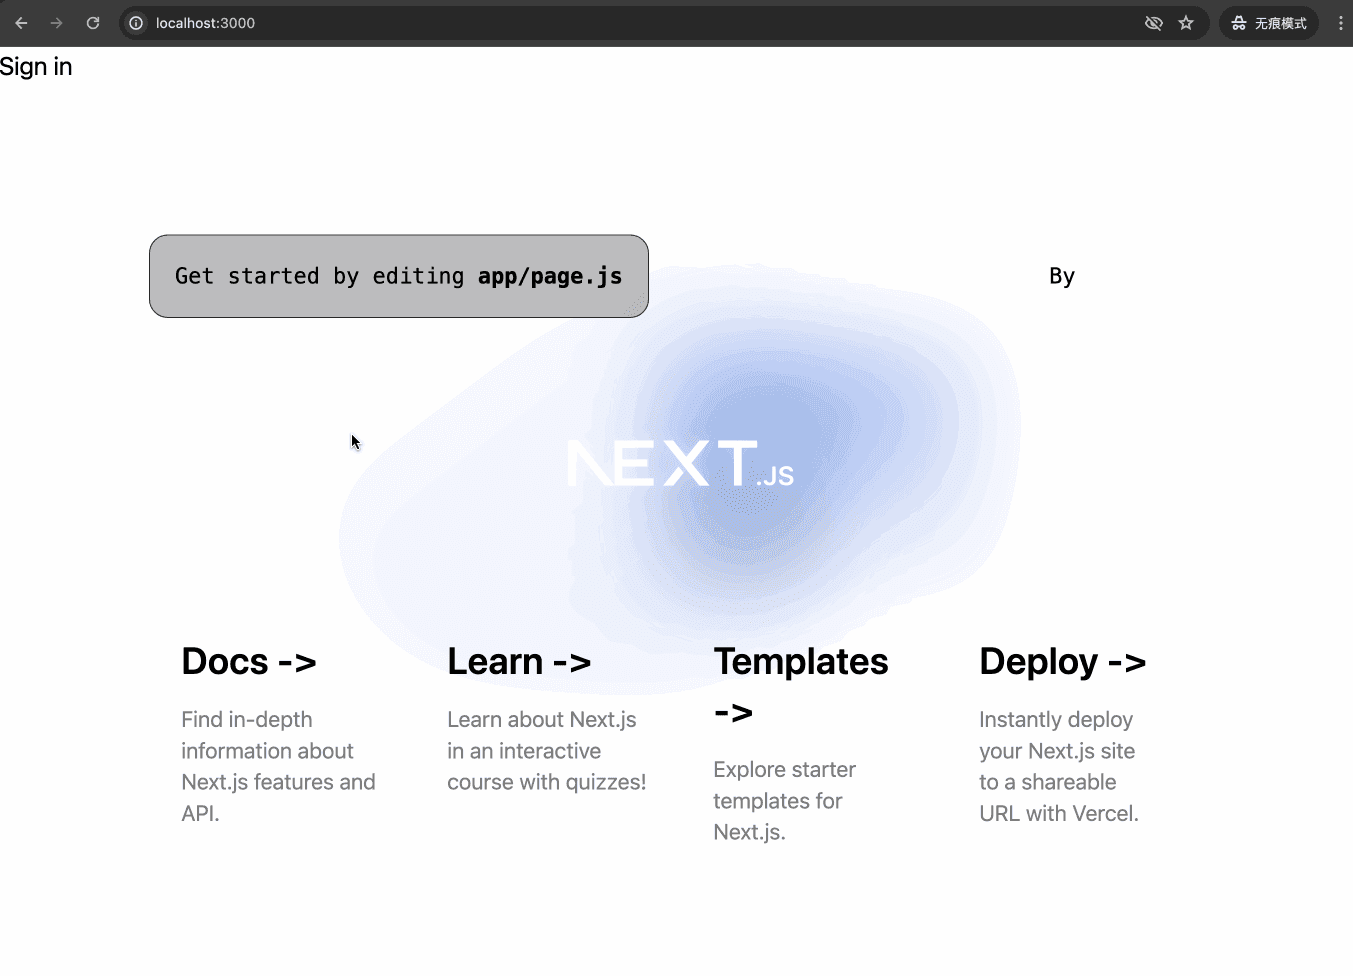 localhost:3000
无痕模式
Sign in
Get started by editing app/page.js
By
NEXT.JS
Docs ->
Find in-depth
information about
Next.js features and
API.
Learn ->
Learn about Next.js
in an interactive
course with quizzes!
Templates
->
Explore starter
templates for
Next.js.
Deploy ->
Instantly deploy
your Next.js site
to a shareable
URL with Vercel.